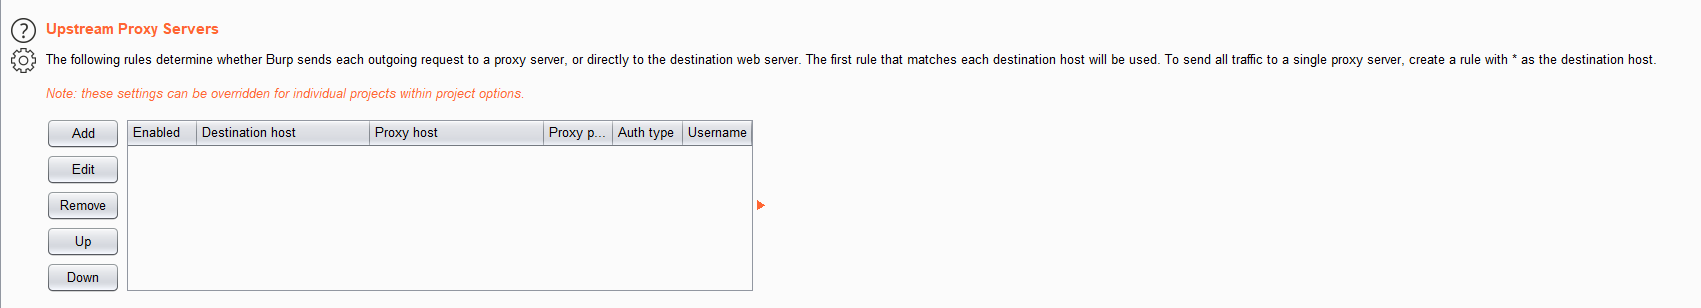 Upstream Proxy Servers
The following rules determine whether Burp sends each outgoing request to a proxy server, or directly to the destination web server. The first rule that matches each destination host will be used. To send all traffic to a single proxy server, create a rule with * as the destination host.
Note: these settings can be overridden for individual projects within project options.
Add
Enabled Destination host Proxy host Proxy p... Auth type Username
Edit
Remove
Up
Down